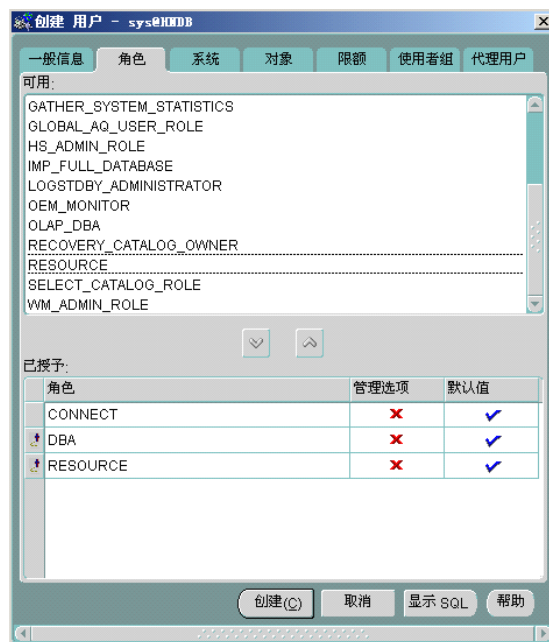 创建 用户 - sys@HNDB
一般信息 角色 系统 对象 限额 使用者组 代理用户
可用:
GATHER_SYSTEM_STATISTICS
GLOBAL_AQ_USER_ROLE
HS_ADMIN_ROLE
IMP_FULL_DATABASE
LOGSTDBY_ADMINISTRATOR
OEM_MONITOR
OLAP_DBA
RECOVERY_CATALOG_OWNER
RESOURCE
SELECT_CATALOG_ROLE
WM_ADMIN_ROLE
已授予:
角色 管理选项 默认值
CONNECT
DBA
RESOURCE
创建(C) 取消 显示 SQL 帮助